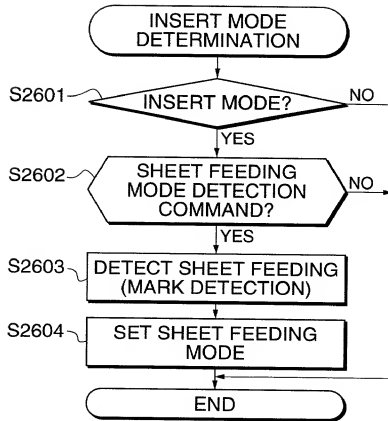 INSERT MODE
DETERMINATION
S2601
INSERT MODE?
NO
YES
S2602
SHEET FEEDING
MODE DETECTION
COMMAND?
NO
YES
S2603
DETECT SHEET FEEDING
(MARK DETECTION)
S2604
SET SHEET FEEDING
MODE
END